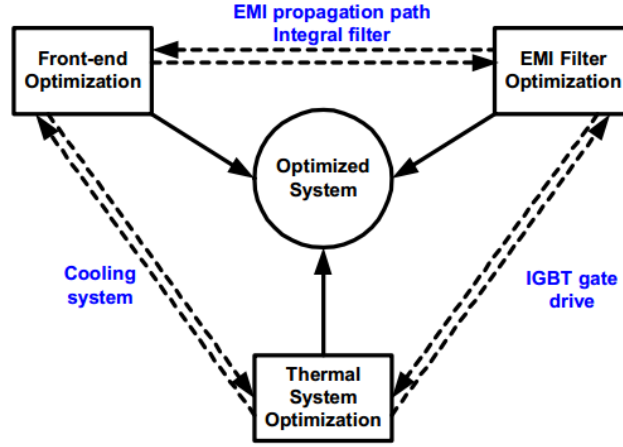 EMI propagation path
Integral filter
Front-end
Optimization
EMI Filter
Optimization
Optimized
System
Cooling
system
IGBT gate
drive
Thermal
System
Optimization